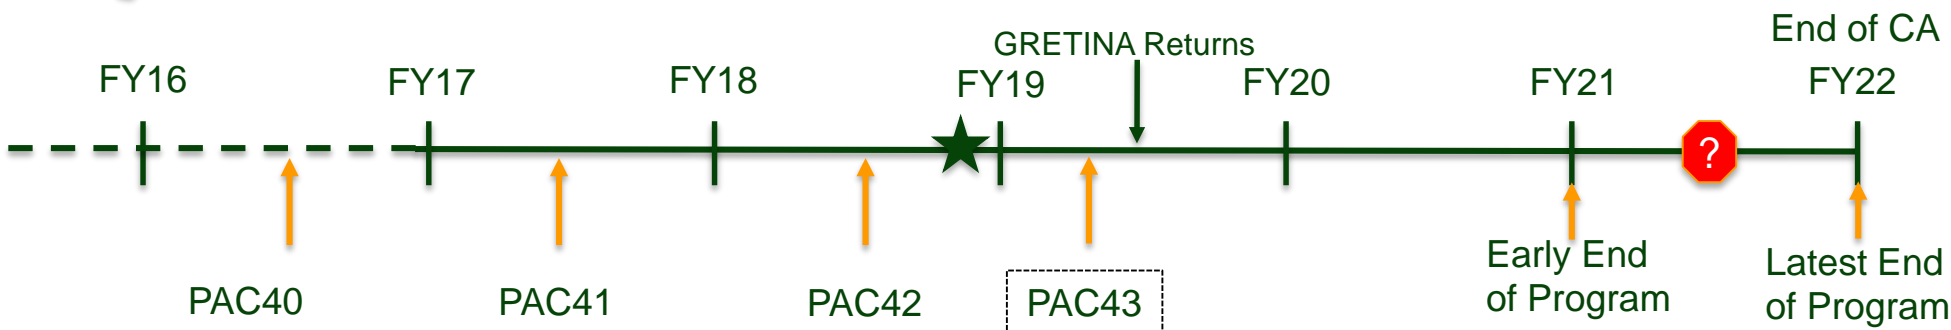 End of CA
GRETINA Returns
FY16
FY17
FY18
FY19
FY20
FY21
FY22
?
Early End
of Program
Latest End
of Program
PAC40
PAC41
PAC42
PAC43